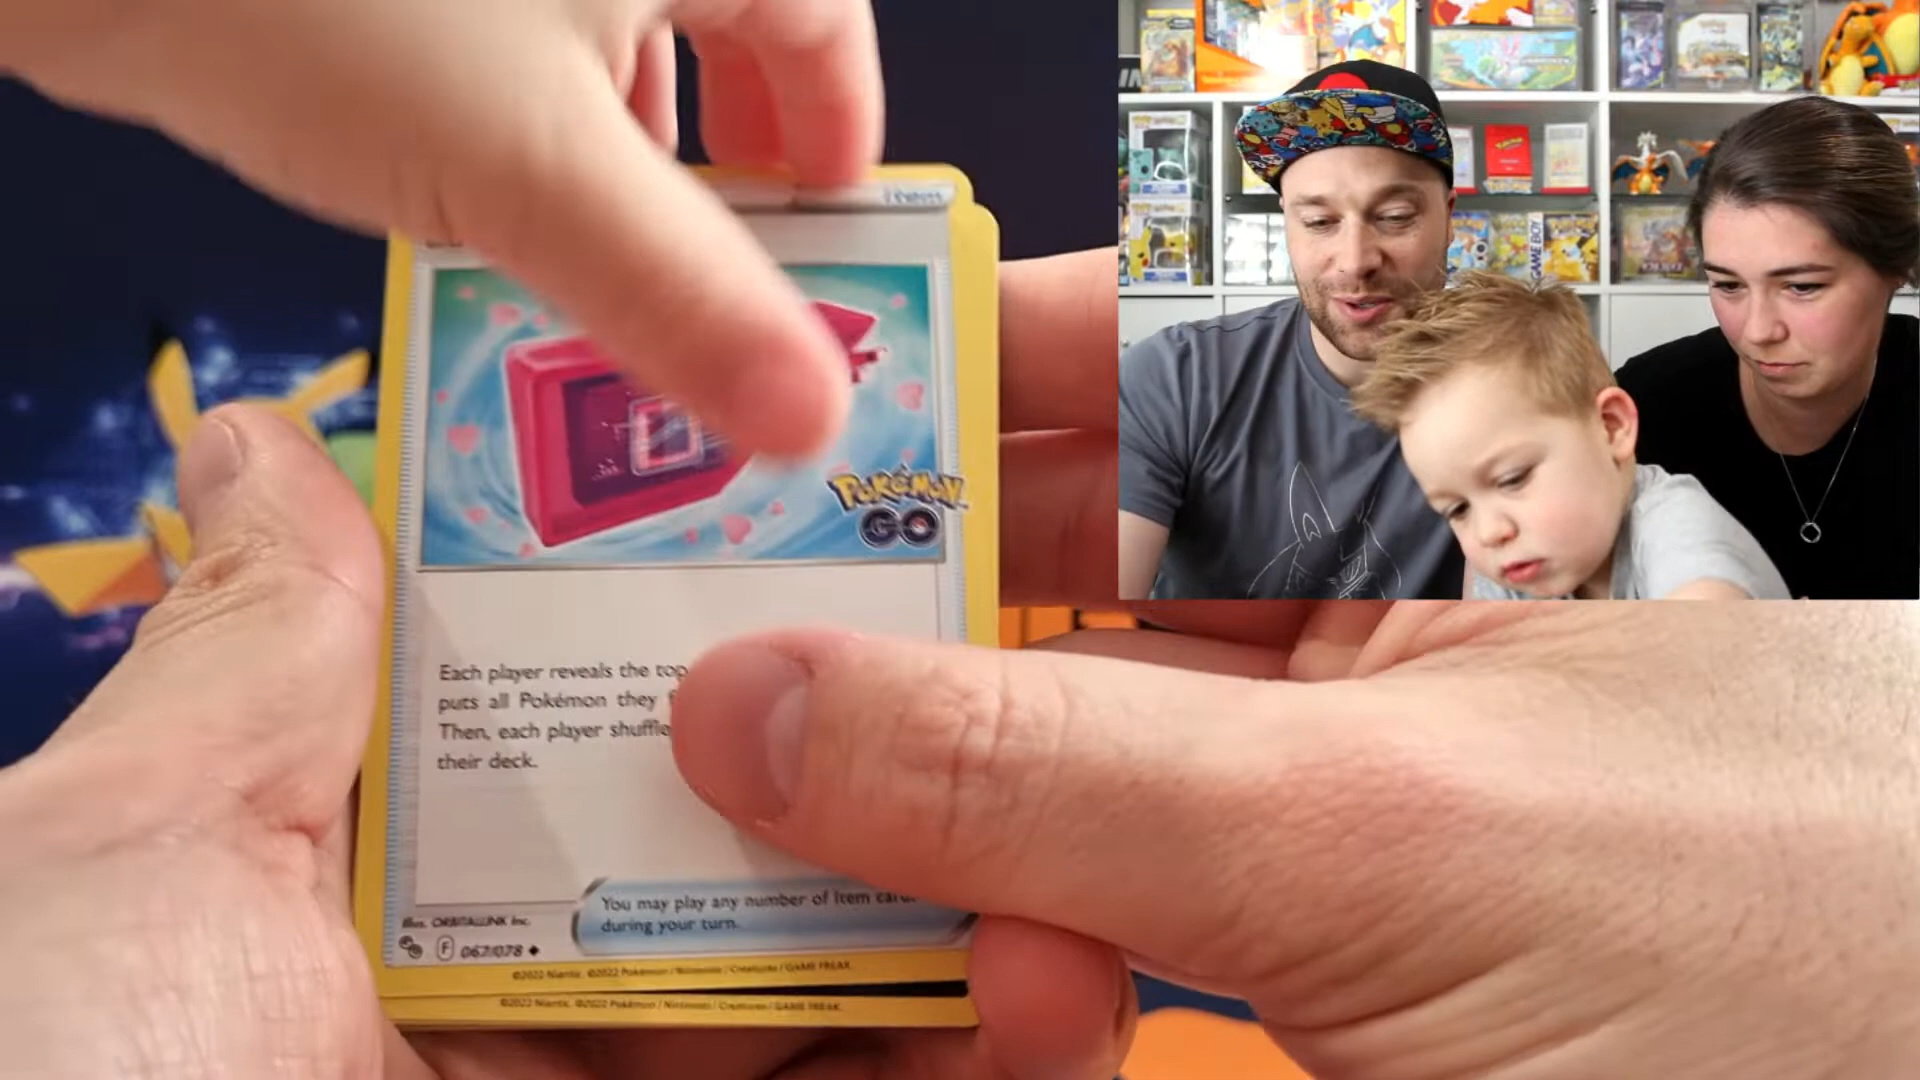 POKÉMON
GO
Each player reveals the top
puts all Pokémon they
Then, each player shuffle
their deck.
You may play any number of Item
during your turn.
Illus. ORBITALLINK Inc.
F 067/078
©2022 Niantic. ©2022 Pokémon / Nintendo / Creatures / GAME FREAK.
©2022 Niantic. ©2022 Pokémon / Nintendo / Creatures / GAME FREAK.
GAME BOY